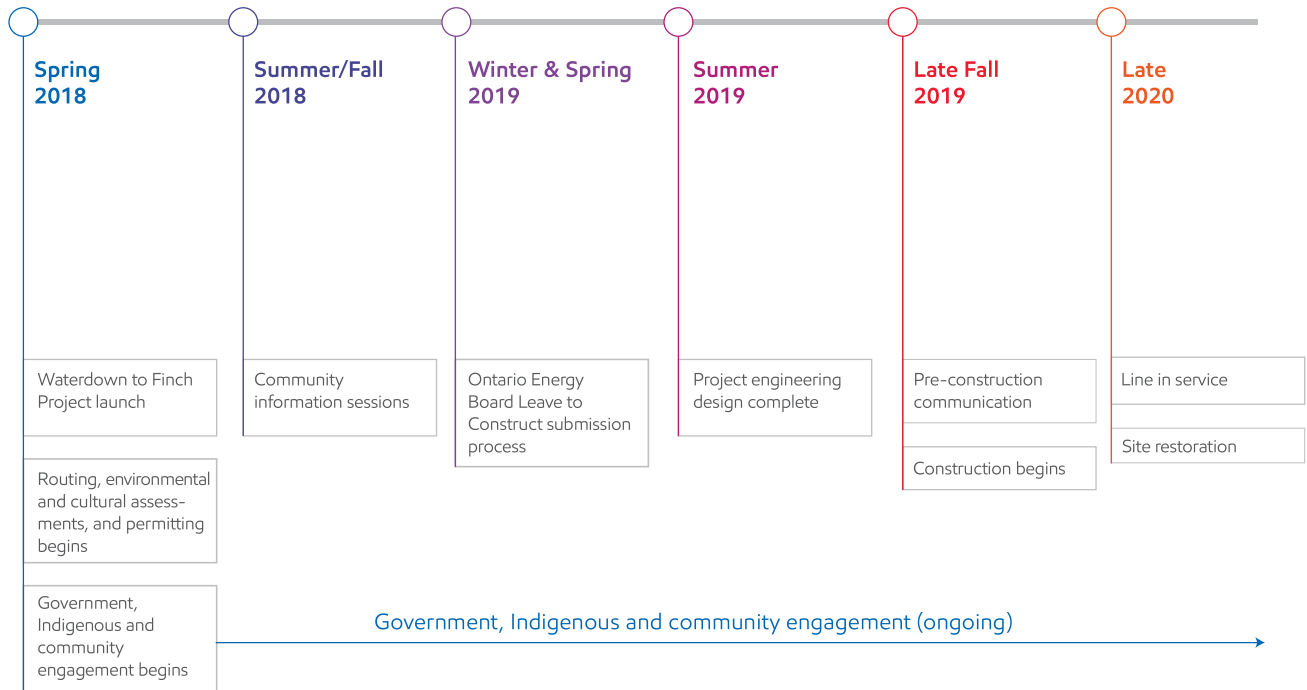 Spring
2018
Summer/Fall
2018
Winter & Spring
2019
Summer
2019
Late Fall
2019
Late
2020
Waterdown to Finch
Project launch
Routing, environmental
and cultural assess-
ments, and permitting
begins
Government,
Indigenous and
community
engagement begins
Community
information sessions
Ontario Energy
Board Leave to
Construct submission
process
Project engineering
design complete
Pre-construction
communication
Construction begins
Line in service
Site restoration
Government, Indigenous and community engagement (ongoing)